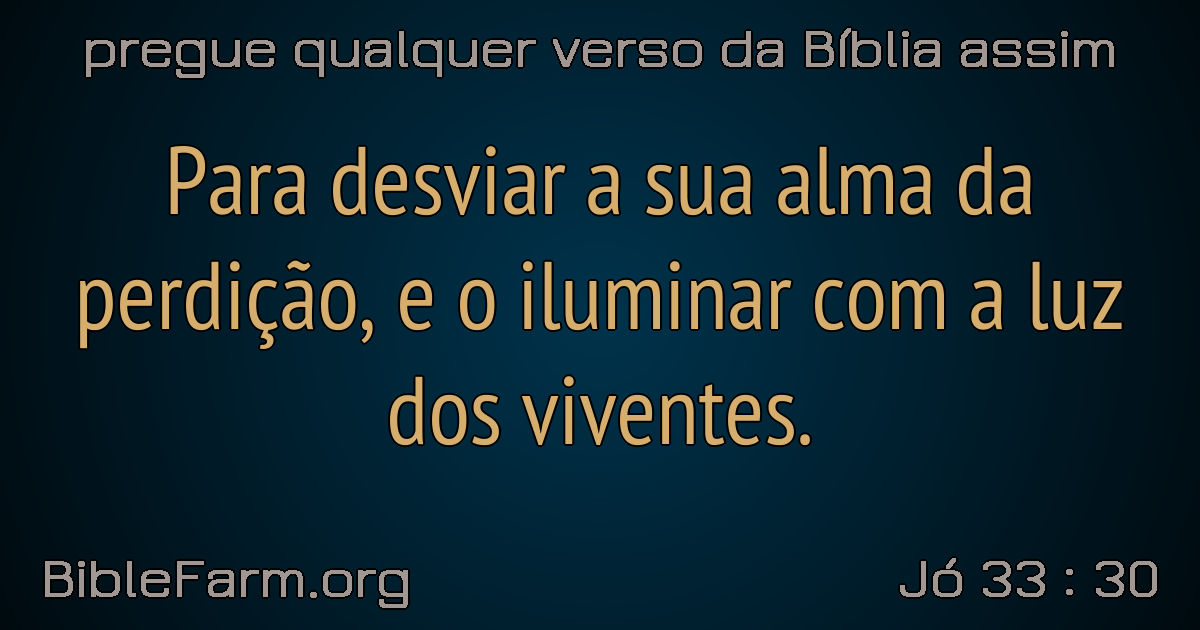 pregue qualquer verso da Bíblia assim
Para desviar a sua alma da
perdição, e o iluminar com a luz
dos viventes.
BibleFarm.org
Jó 33 : 30